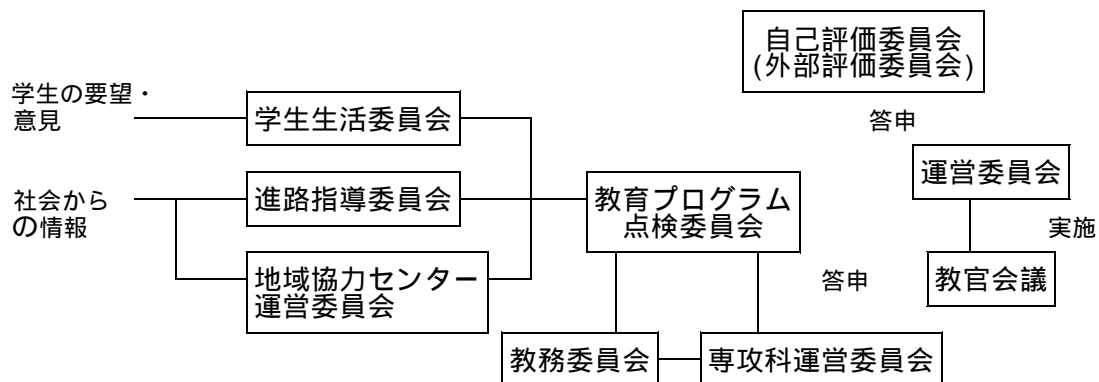 自己評価委員会
(外部評価委員会)
学生の要望・
意見
学生生活委員会
答申
運営委員会
社会から
の情報
進路指導委員会
教育プログラム
点検委員会
実施
地域協力センター
運営委員会
答申
教官会議
教務委員会
専攻科運営委員会